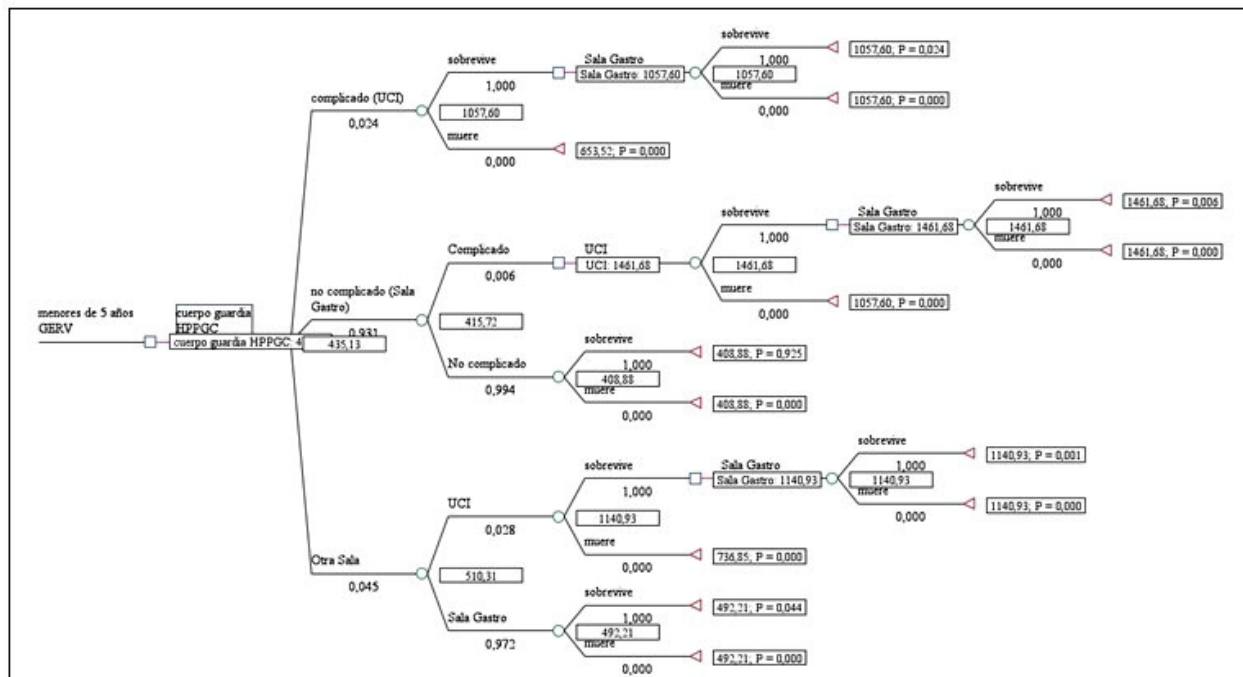 sobrevive
1057,60; P = 0,024
Sala Gastro
1,000
Sala Gastro: 1057,60
1057,60
muere
1057,60; P = 0,000
0,000
sobrevive
1,000
complicado (UCI)
0,024
1057,60
muere
653,52; P = 0,000
0,000
sobrevive
1461,68; P = 0,006
Sala Gastro
1,000
Sala Gastro: 1461,68
1461,68
muere
1461,68; P = 0,000
0,000
sobrevive
1,000
Complicado
UCI
0,006
UCI: 1461,68
1461,68
muere
1057,60; P = 0,000
0,000
no complicado (Sala
Gastro)
0,931
415,72
menores de 5 años
GERV
cuerpo guardia
HPPGC
cuerpo guardia HPPGC: 4
435,13
No complicado
0,994
408,88; P = 0,925
1,000
408,88
muere
408,88; P = 0,000
0,000
sobrevive
1140,93; P = 0,001
Sala Gastro
1,000
Sala Gastro: 1140,93
1140,93
muere
1140,93; P = 0,000
0,000
sobrevive
1,000
UCI
0,028
1140,93
muere
736,85; P = 0,000
0,000
Otra Sala
0,045
510,31
sobrevive
492,21; P = 0,044
Sala Gastro
0,972
1,000
492,21
muere
492,21; P = 0,000
0,000